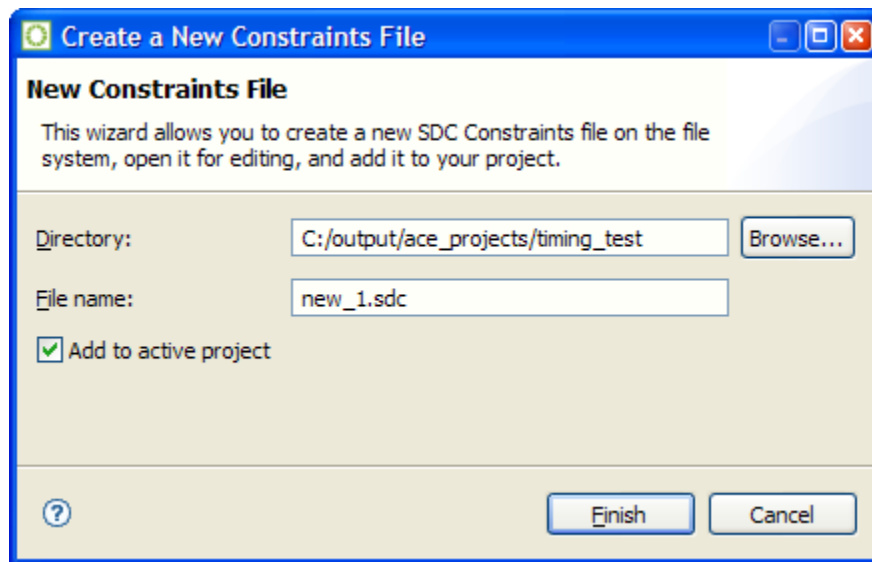 Create a New Constraints File
New Constraints File
This wizard allows you to create a new SDC Constraints file on the file
system, open it for editing, and add it to your project.
Directory: C:/output/ace_projects/timing_test Browse...
File name: new_1.sdc
Add to active project
? Finish Cancel